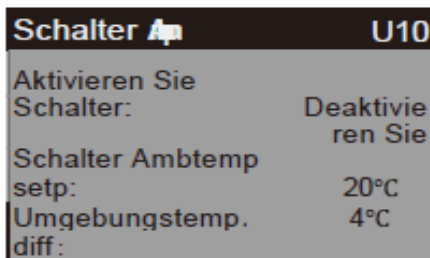 Schalter U10
Aktivieren Sie
Schalter: Deaktivie
ren Sie
Schalter Ambtemp
setp: 20°C
Umgebungstemp. 4°C
diff: